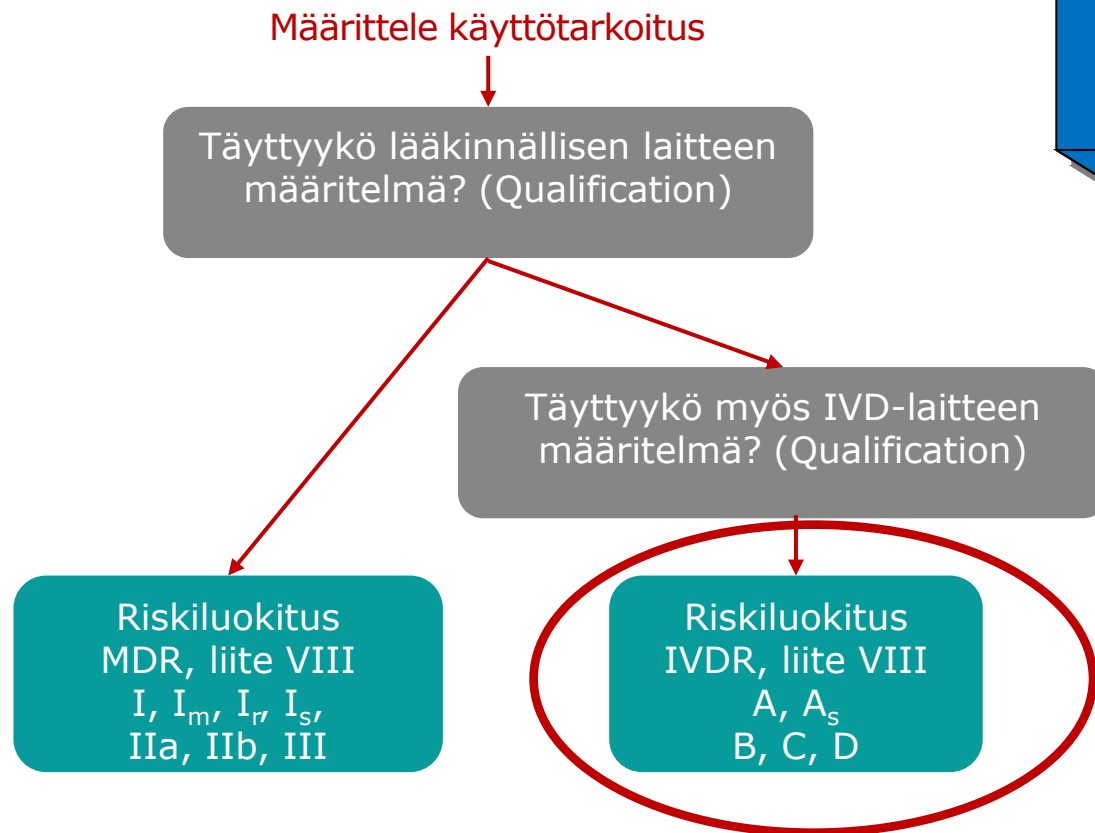 Määrittele käyttötarkoitus
Täyttyykö lääkinnällisen laitteen
määritelmä? (Qualification)
Täyttyykö myös IVD-laitteen
määritelmä? (Qualification)
Riskiluokitus
MDR, liite VIII
I, Iₘ, Iᵣ, Iₛ,
IIa, IIb, III
Riskiluokitus
IVDR, liite VIII
A, Aₛ
B, C, D